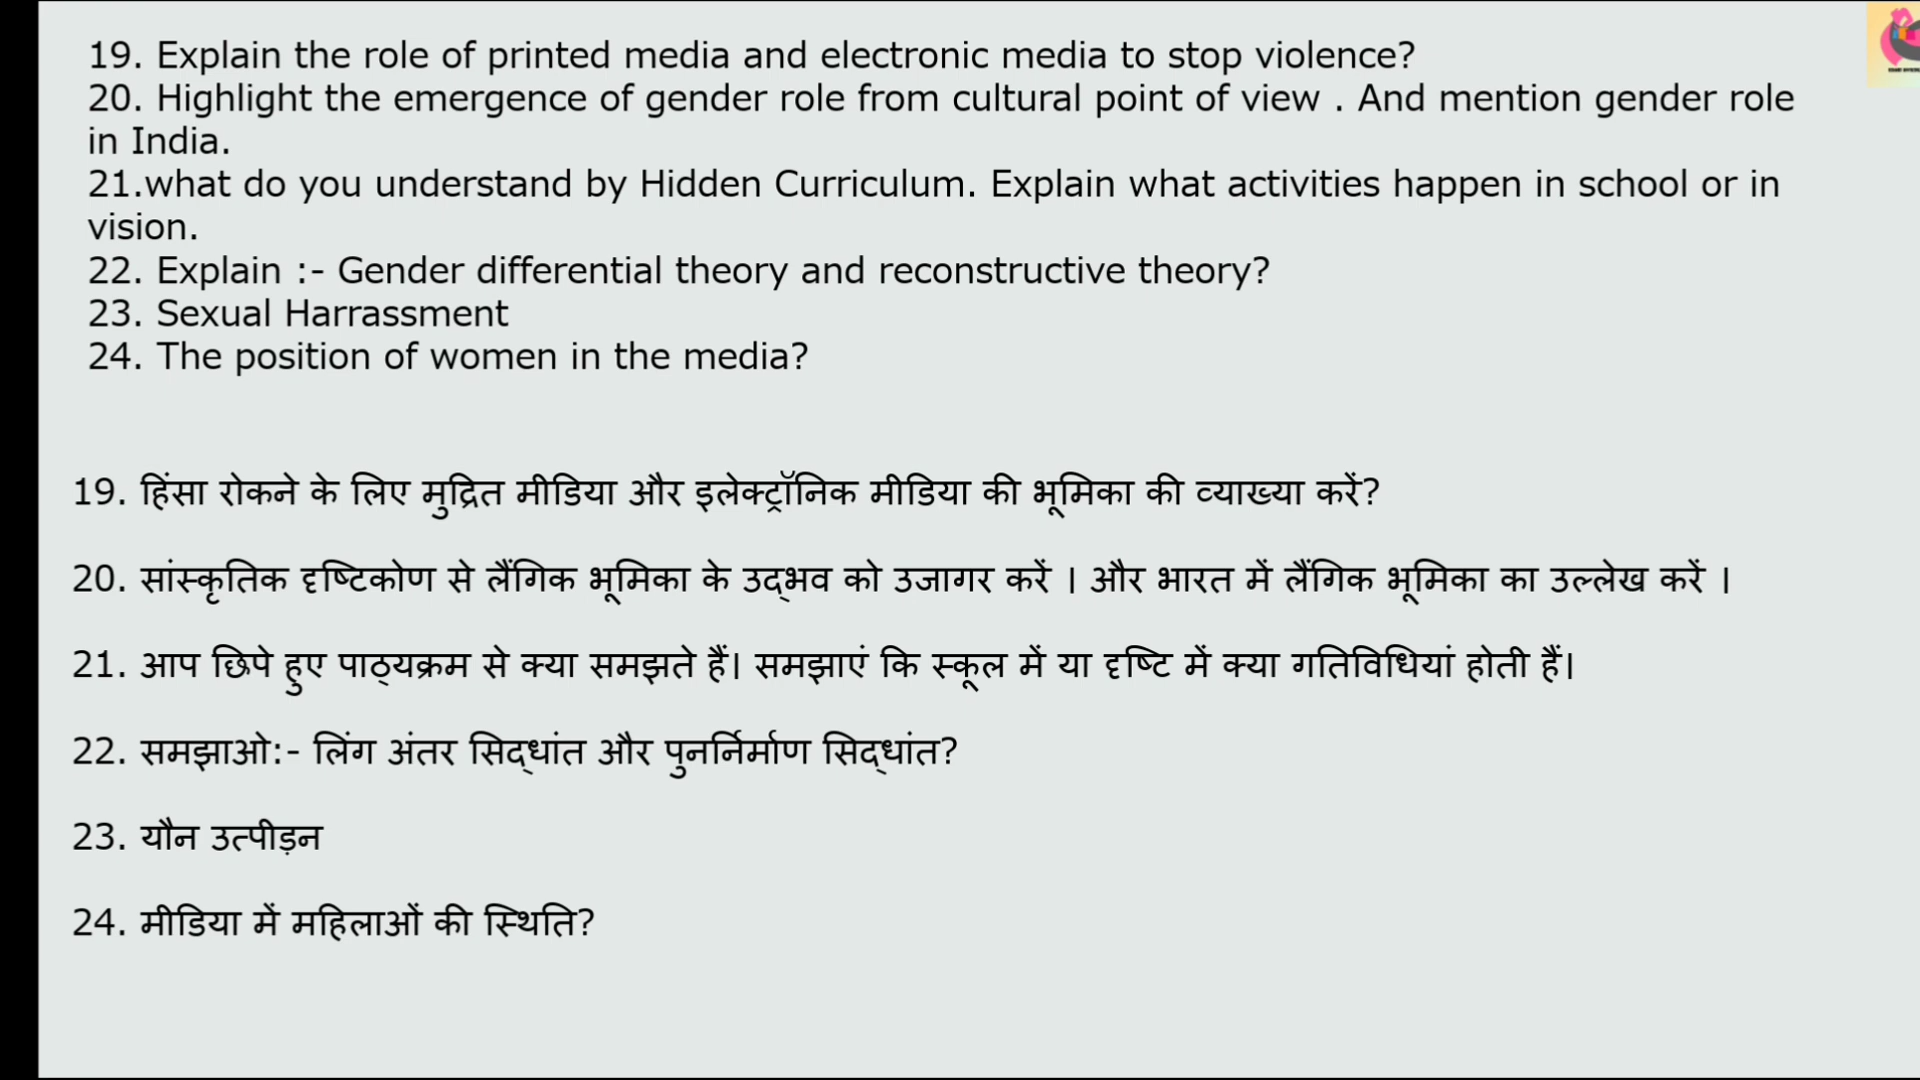 19. Explain the role of printed media and electronic media to stop violence?
20. Highlight the emergence of gender role from cultural point of view . And mention gender role
in India.
21.what do you understand by Hidden Curriculum. Explain what activities happen in school or in
vision.
22. Explain :- Gender differential theory and reconstructive theory?
23. Sexual Harrassment
24. The position of women in the media?
19. हिंसा रोकने के लिए मुद्रित मीडिया और इलेक्ट्रॉनिक मीडिया की भूमिका की व्याख्या करें?
20. सांस्कृतिक दृष्टिकोण से लैंगिक भूमिका के उद्भव को उजागर करें । और भारत में लैंगिक भूमिका का उल्लेख करें ।
21. आप छिपे हुए पाठ्यक्रम से क्या समझते हैं। समझाएं कि स्कूल में या दृष्टि में क्या गतिविधियां होती हैं।
22. समझाओ:- लिंग अंतर सिद्धांत और पुनर्निर्माण सिद्धांत?
23. यौन उत्पीड़न
24. मीडिया में महिलाओं की स्थिति?